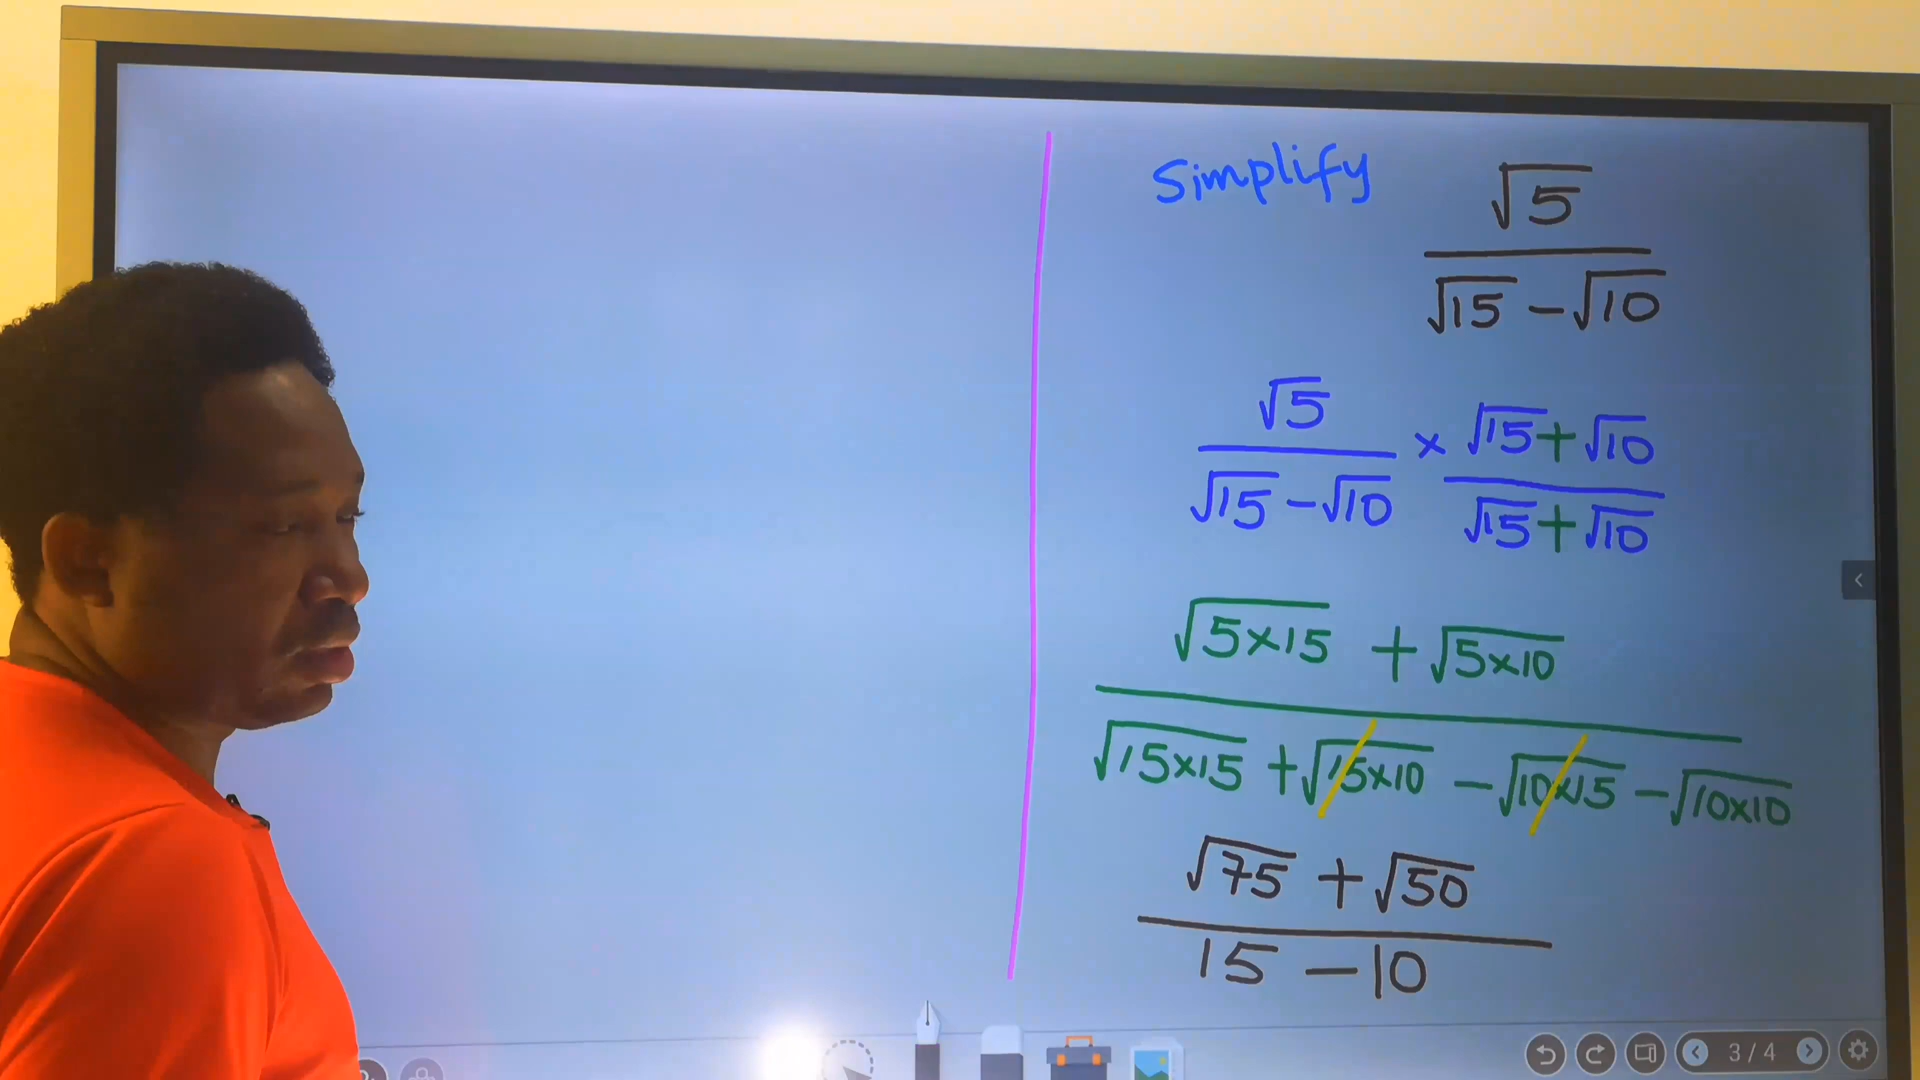 Simplify √5
√15 - √10
√5 × √15 + √10
√15 - √10 √15 + √10
√5×15 + √5×10
√15×15 + √15×10 - √10×15 - √10×10
√75 + √50
15 - 10
3/4